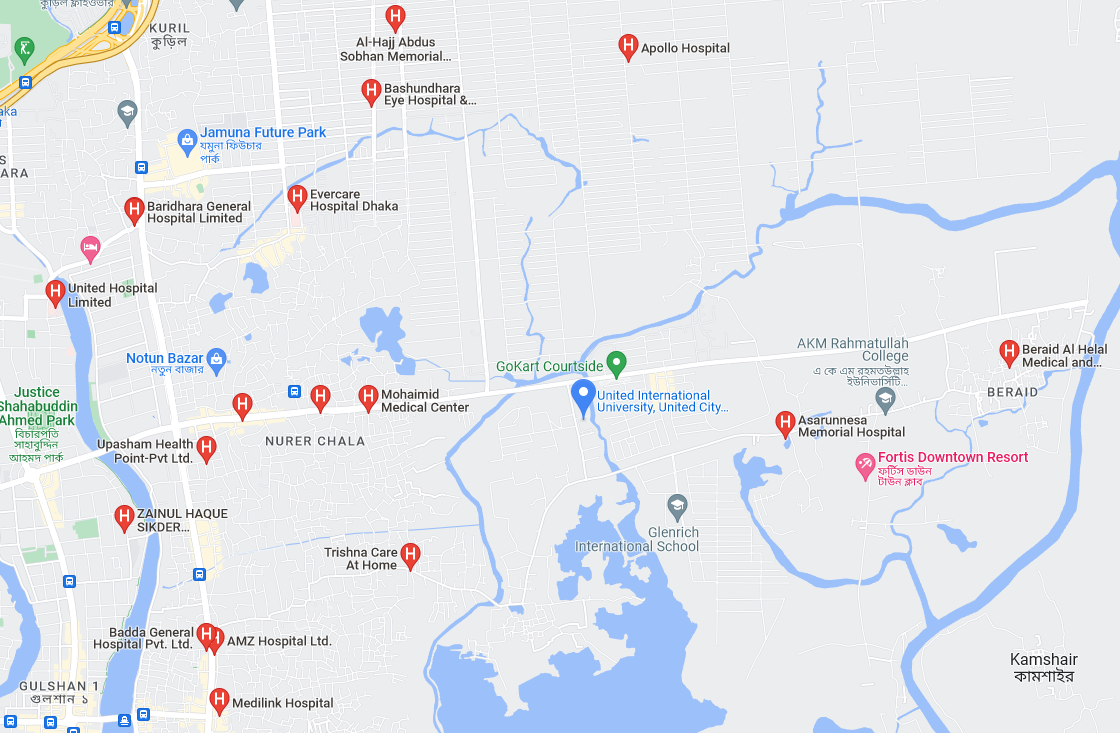 কুড়িল ফ্লাইওভার
KURIL
কুড়িল
Al-Hajj Abdus
Sobhan Memorial...
Apollo Hospital
Bashundhara
Eye Hospital &...
aka
Jamuna Future Park
যমুনা ফিউচার
পার্ক
S
ARA
Evercare
Hospital Dhaka
Baridhara General
Hospital Limited
United Hospital
Limited
Notun Bazar
নতুন বাজার
GoKart Courtside
AKM Rahmatullah
College
এ কে এম রহমতউল্লাহ
ইউনিভার্সিটি...
Beraid Al Helal
Medical and...
BERAID
Justice
Shahabuddin
Ahmed Park
বিচারপতি
সাহাবুদ্দিন
আহমদ পার্ক
Mohaimid
Medical Center
United International
University, United City...
Asarunnesa
Memorial Hospital
NURER CHALA
Upasham Health
Point-Pvt Ltd.
Fortis Downtown Resort
ফর্টিস ডাউন
টাউন ক্লাব
ZAINUL HAQUE
SIKDER...
Glenrich
International School
Trishna Care
At Home
Badda General
Hospital Pvt. Ltd.
AMZ Hospital Ltd.
Kamshair
কামশাইর
GULSHAN 1
গুলশান ১
Medilink Hospital